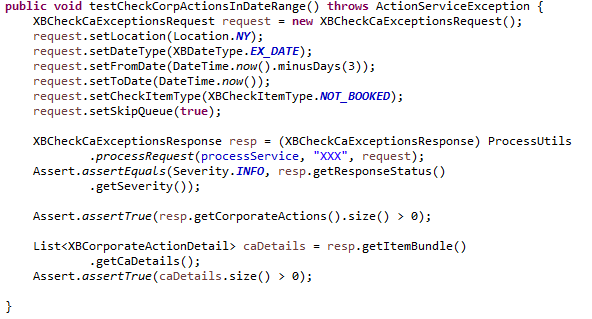 public void testCheckCorpActionsInDateRange() throws ActionServiceException {
XBCheckCaExceptionsRequest request = new XBCheckCaExceptionsRequest();
request.setLocation(Location.NY);
request.setDateType(XBDateType.EX_DATE);
request.setFromDate(DateTime.now().minusDays(3));
request.setToDate(DateTime.now());
request.setCheckItemType(XBCheckItemType.NOT_BOOKED);
request.setSkipQueue(true);
XBCheckCaExceptionsResponse resp = (XBCheckCaExceptionsResponse) ProcessUtils
.processRequest(processService, "XXX", request);
Assert.assertEquals(Severity.INFO, resp.getResponseStatus()
.getSeverity());
Assert.assertTrue(resp.getCorporateActions().size() > 0);
List<XBCorporateActionDetail> caDetails = resp.getItemBundle()
.getCaDetails();
Assert.assertTrue(caDetails.size() > 0);
}